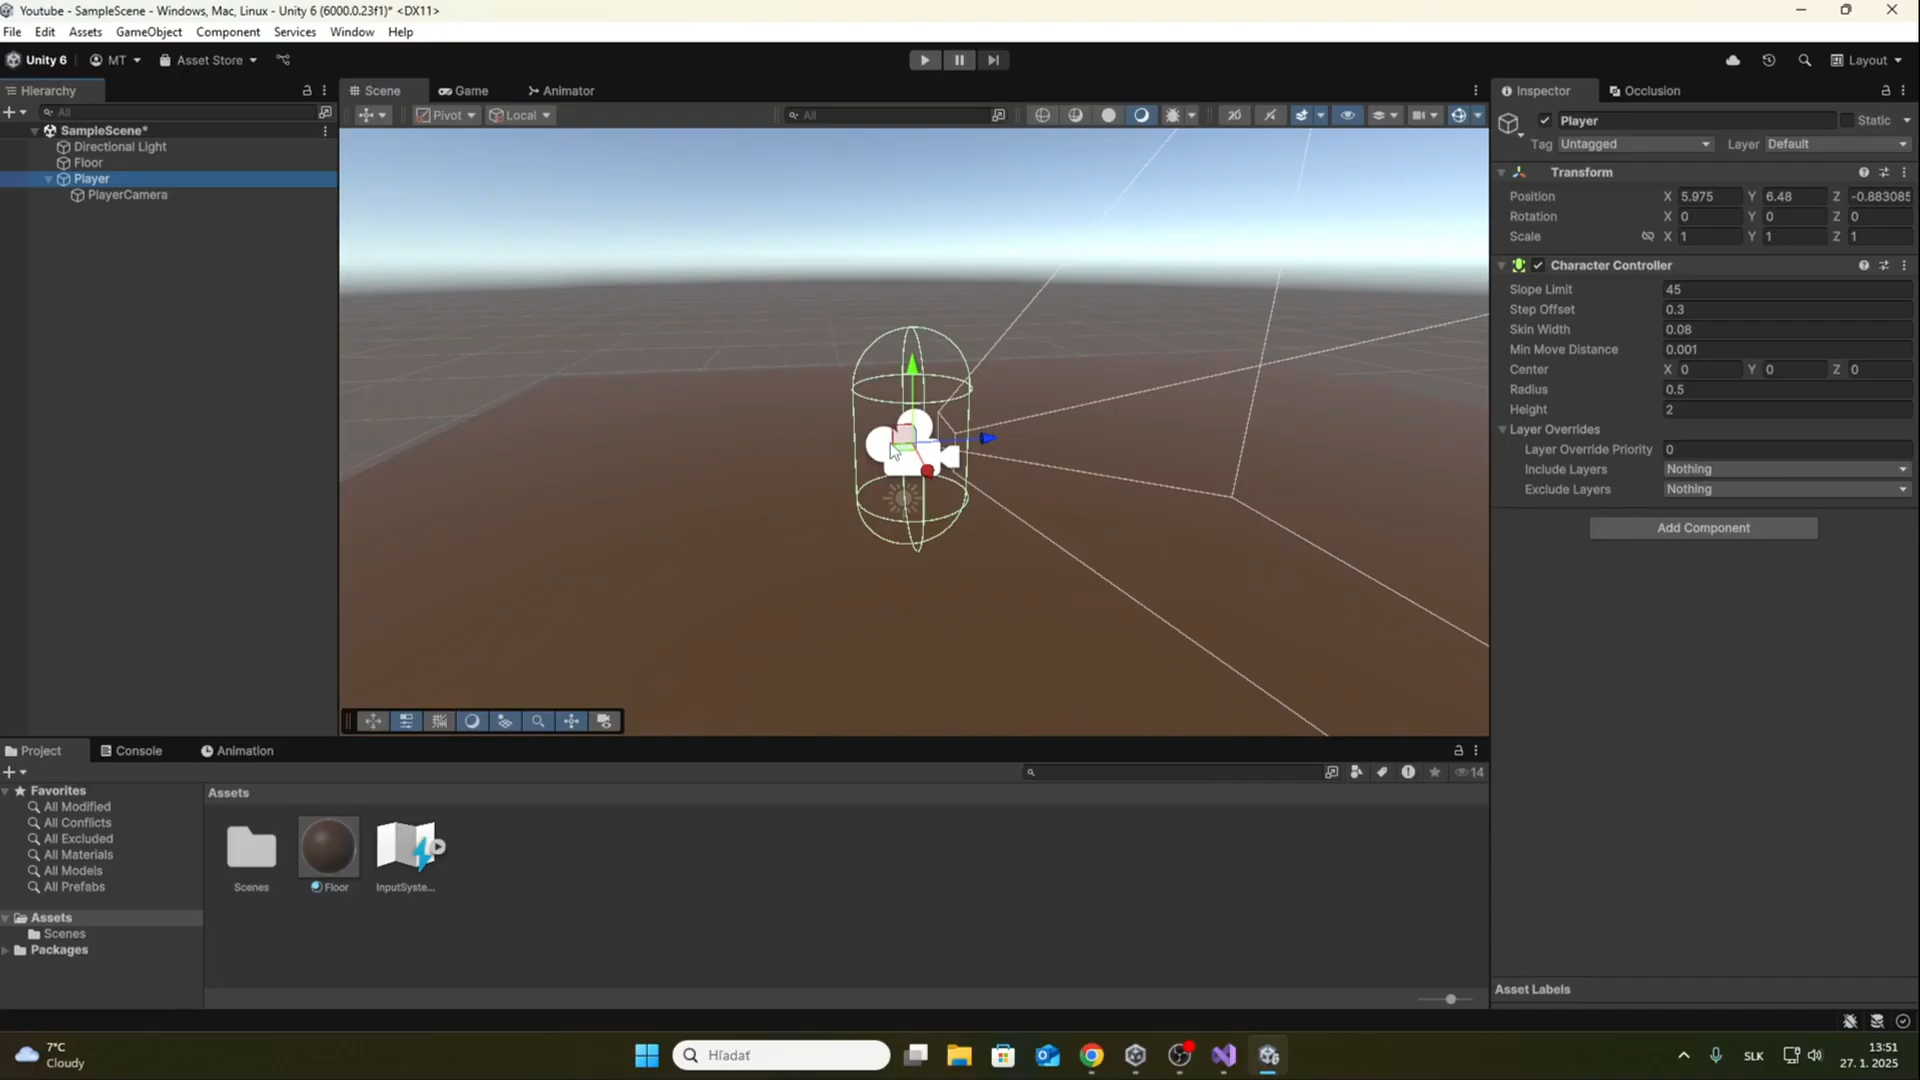 Youtube - SampleScene - Windows, Mac, Linux - Unity 6 (6000.0.23f1)* <DX11>
File Edit Assets GameObject Component Services Window Help
Unity 6 MT Asset Store Layout
Hierarchy Scene Game Animator Inspector Occlusion
All Pivot Local All
SampleScene*
Directional Light
Floor
Player
PlayerCamera
Player Static
Tag Untagged Layer Default
Transform
Position X 5.975 Y 6.48 Z -0.883085
Rotation X 0 Y 0 Z 0
Scale X 1 Y 1 Z 1
Character Controller
Slope Limit 45
Step Offset 0.3
Skin Width 0.08
Min Move Distance 0.001
Center X 0 Y 0 Z 0
Radius 0.5
Height 2
Layer Overrides
Layer Override Priority 0
Include Layers Nothing
Exclude Layers Nothing
Add Component
Project Console Animation
14
Favorites
All Modified
All Conflicts
All Excluded
All Materials
All Models
All Prefabs
Assets
Scenes
Packages
Assets
Scenes Floor InputSyste...
Asset Labels
7°C
Cloudy
Hľadať
SLK
13:51
27. 1. 2025